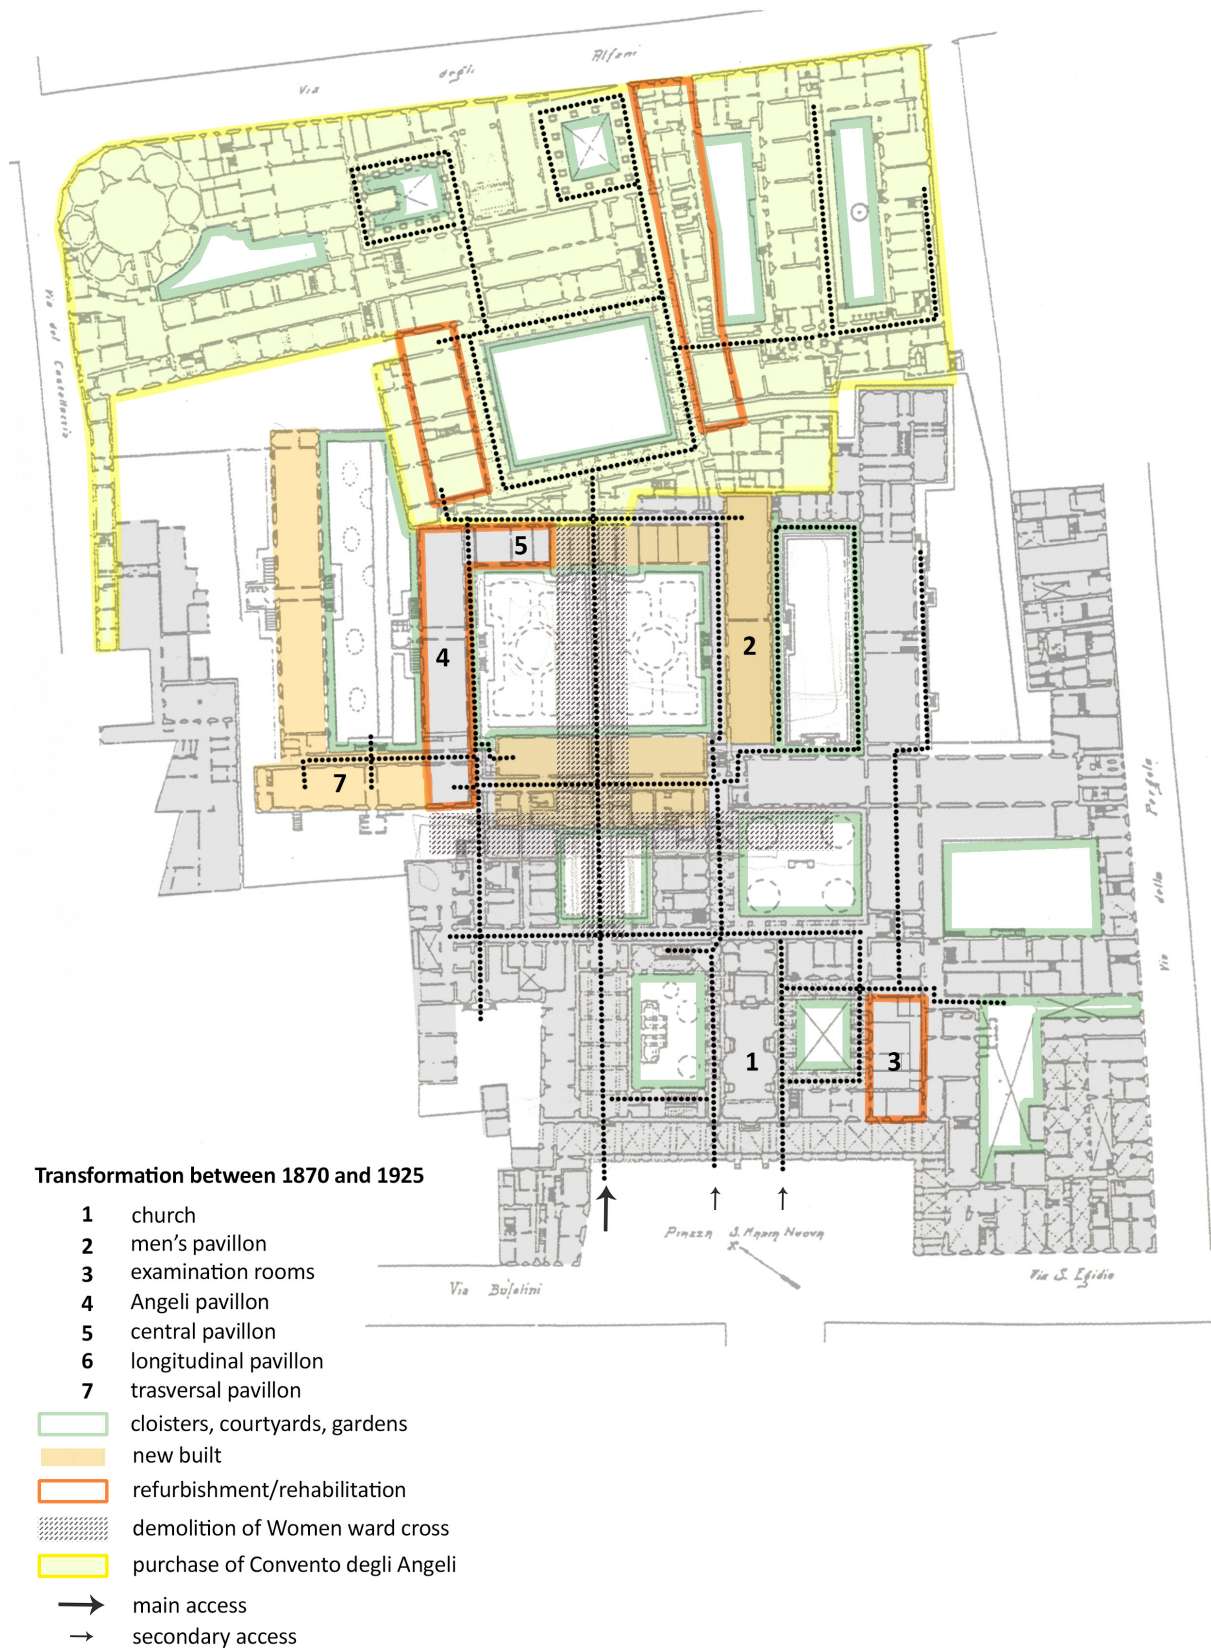 Via degli Alfani
Via del Castellaccio
5
4
2
7
Via della Pergola
1
3
Piazza S. Maria Nuova
Via Bufalini
Via S. Egidio
Transformation between 1870 and 1925
1 church
2 men's pavillon
3 examination rooms
4 Angeli pavillon
5 central pavillon
6 longitudinal pavillon
7 trasversal pavillon
cloisters, courtyards, gardens
new built
refurbishment/rehabilitation
demolition of Women ward cross
purchase of Convento degli Angeli
main access
secondary access